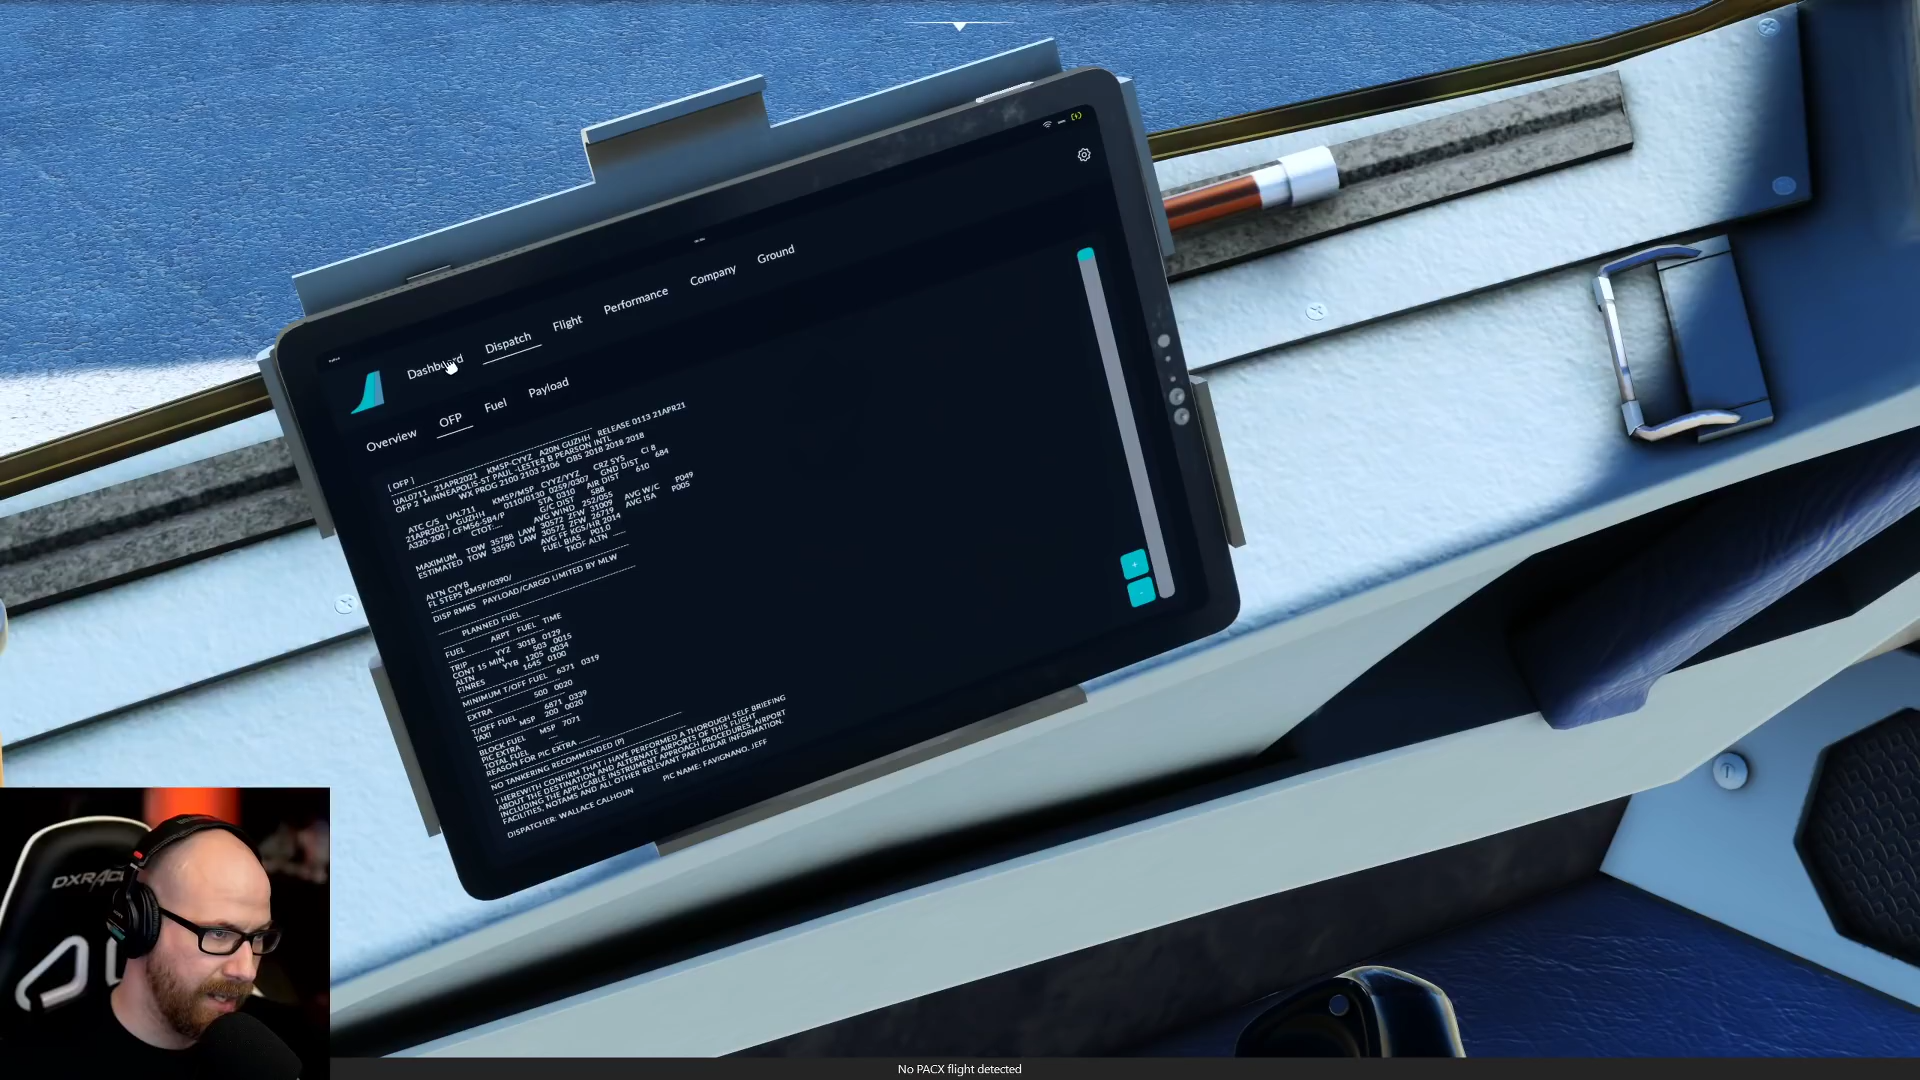 Dashboard Dispatch Flight Performance Company Ground
Overview OFP Fuel Payload
[ OFP ]
UAL0711 21APR2021 KMSP-CYYZ A20N GUZHH RELEASE 0113 21APR21
OFP 2 MINNEAPOLIS-ST PAUL -LESTER B PEARSON INTL
WX PROG 2100 2103 2106 OBS 2018 2018
ATC C/S UAL711 KMSP/MSP CYYZ/YYZ CRZ SYS CI 8
21APR2021 GUZHH 0110/0130 0259/0307 GND DIST 684
A320-200 / CFM56-5B4/P STA 0310 AIR DIST 610
CTOT:.... G/C DIST 588
AVG WIND 252/055
MAXIMUM TOW 35788 LAW 30572 ZFW 31009 AVG W/C P049
ESTIMATED TOW 33590 LAW 30572 ZFW 26719 AVG ISA P005
AVG FF KGS/HR 2014
FUEL BIAS P01.0
ALTN CYYB TKOF ALTN
FL STEPS KMSP/0390/
DISP RMKS PAYLOAD/CARGO LIMITED BY MLW
PLANNED FUEL
FUEL ARPT FUEL TIME
TRIP YYZ 3018 0129
CONT 15 MIN 503 0015
ALTN YYB 1205 0034
FINRES 1645 0100
MINIMUM T/OFF FUEL 6371 0319
EXTRA 500 0020
T/OFF FUEL 6871 0339
TAXI MSP 200 0020
BLOCK FUEL MSP 7071
PIC EXTRA
TOTAL FUEL
REASON FOR PIC EXTRA
NO TANKERING RECOMMENDED (P)
I HEREWITH CONFIRM THAT I HAVE PERFORMED A THOROUGH SELF BRIEFING
ABOUT THE DESTINATION AND ALTERNATE AIRPORTS OF THIS FLIGHT
INCLUDING THE APPLICABLE INSTRUMENT APPROACH PROCEDURES, AIRPORT
FACILITIES, NOTAMS AND ALL OTHER RELEVANT PARTICULAR INFORMATION.
DISPATCHER: WALLACE CALHOUN PIC NAME: FAVIGNANO, JEFF
+
-
DXRAC
No PACX flight detected